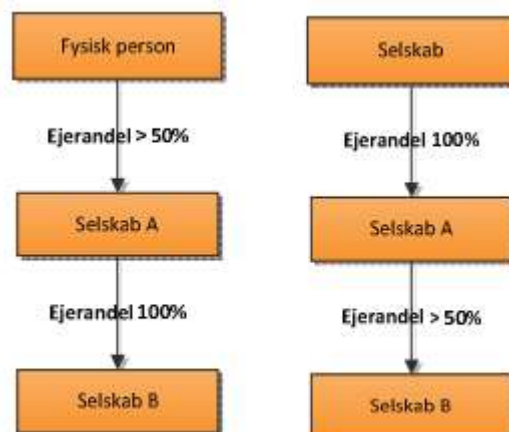 Fysisk person
Ejerandel > 50%
Selskab A
Ejerandel 100%
Selskab B
Selskab
Ejerandel 100%
Selskab A
Ejerandel > 50%
Selskab B